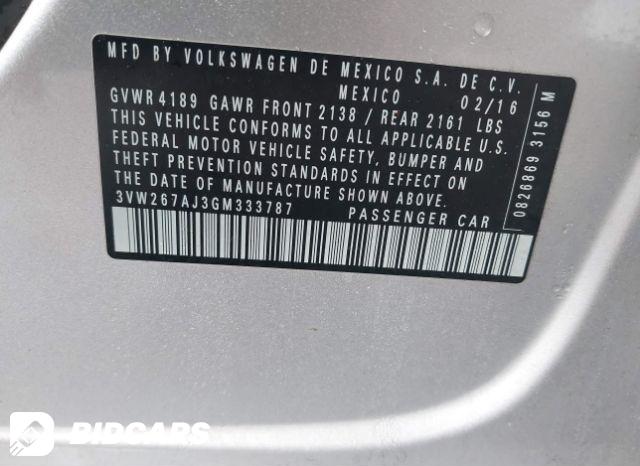 MFD BY VOLKSWAGEN DE MEXICO S.A. DE C.V.
MEXICO 02/16
GVWR 4189 GAWR FRONT 2138 / REAR 2161 LBS
THIS VEHICLE CONFORMS TO ALL APPLICABLE U.S.
FEDERAL MOTOR VEHICLE SAFETY, BUMPER AND
THEFT PREVENTION STANDARDS IN EFFECT ON
THE DATE OF MANUFACTURE SHOWN ABOVE.
3VW267AJ3GM333787 PASSENGER CAR
0826869 3156 M
BIDCARS